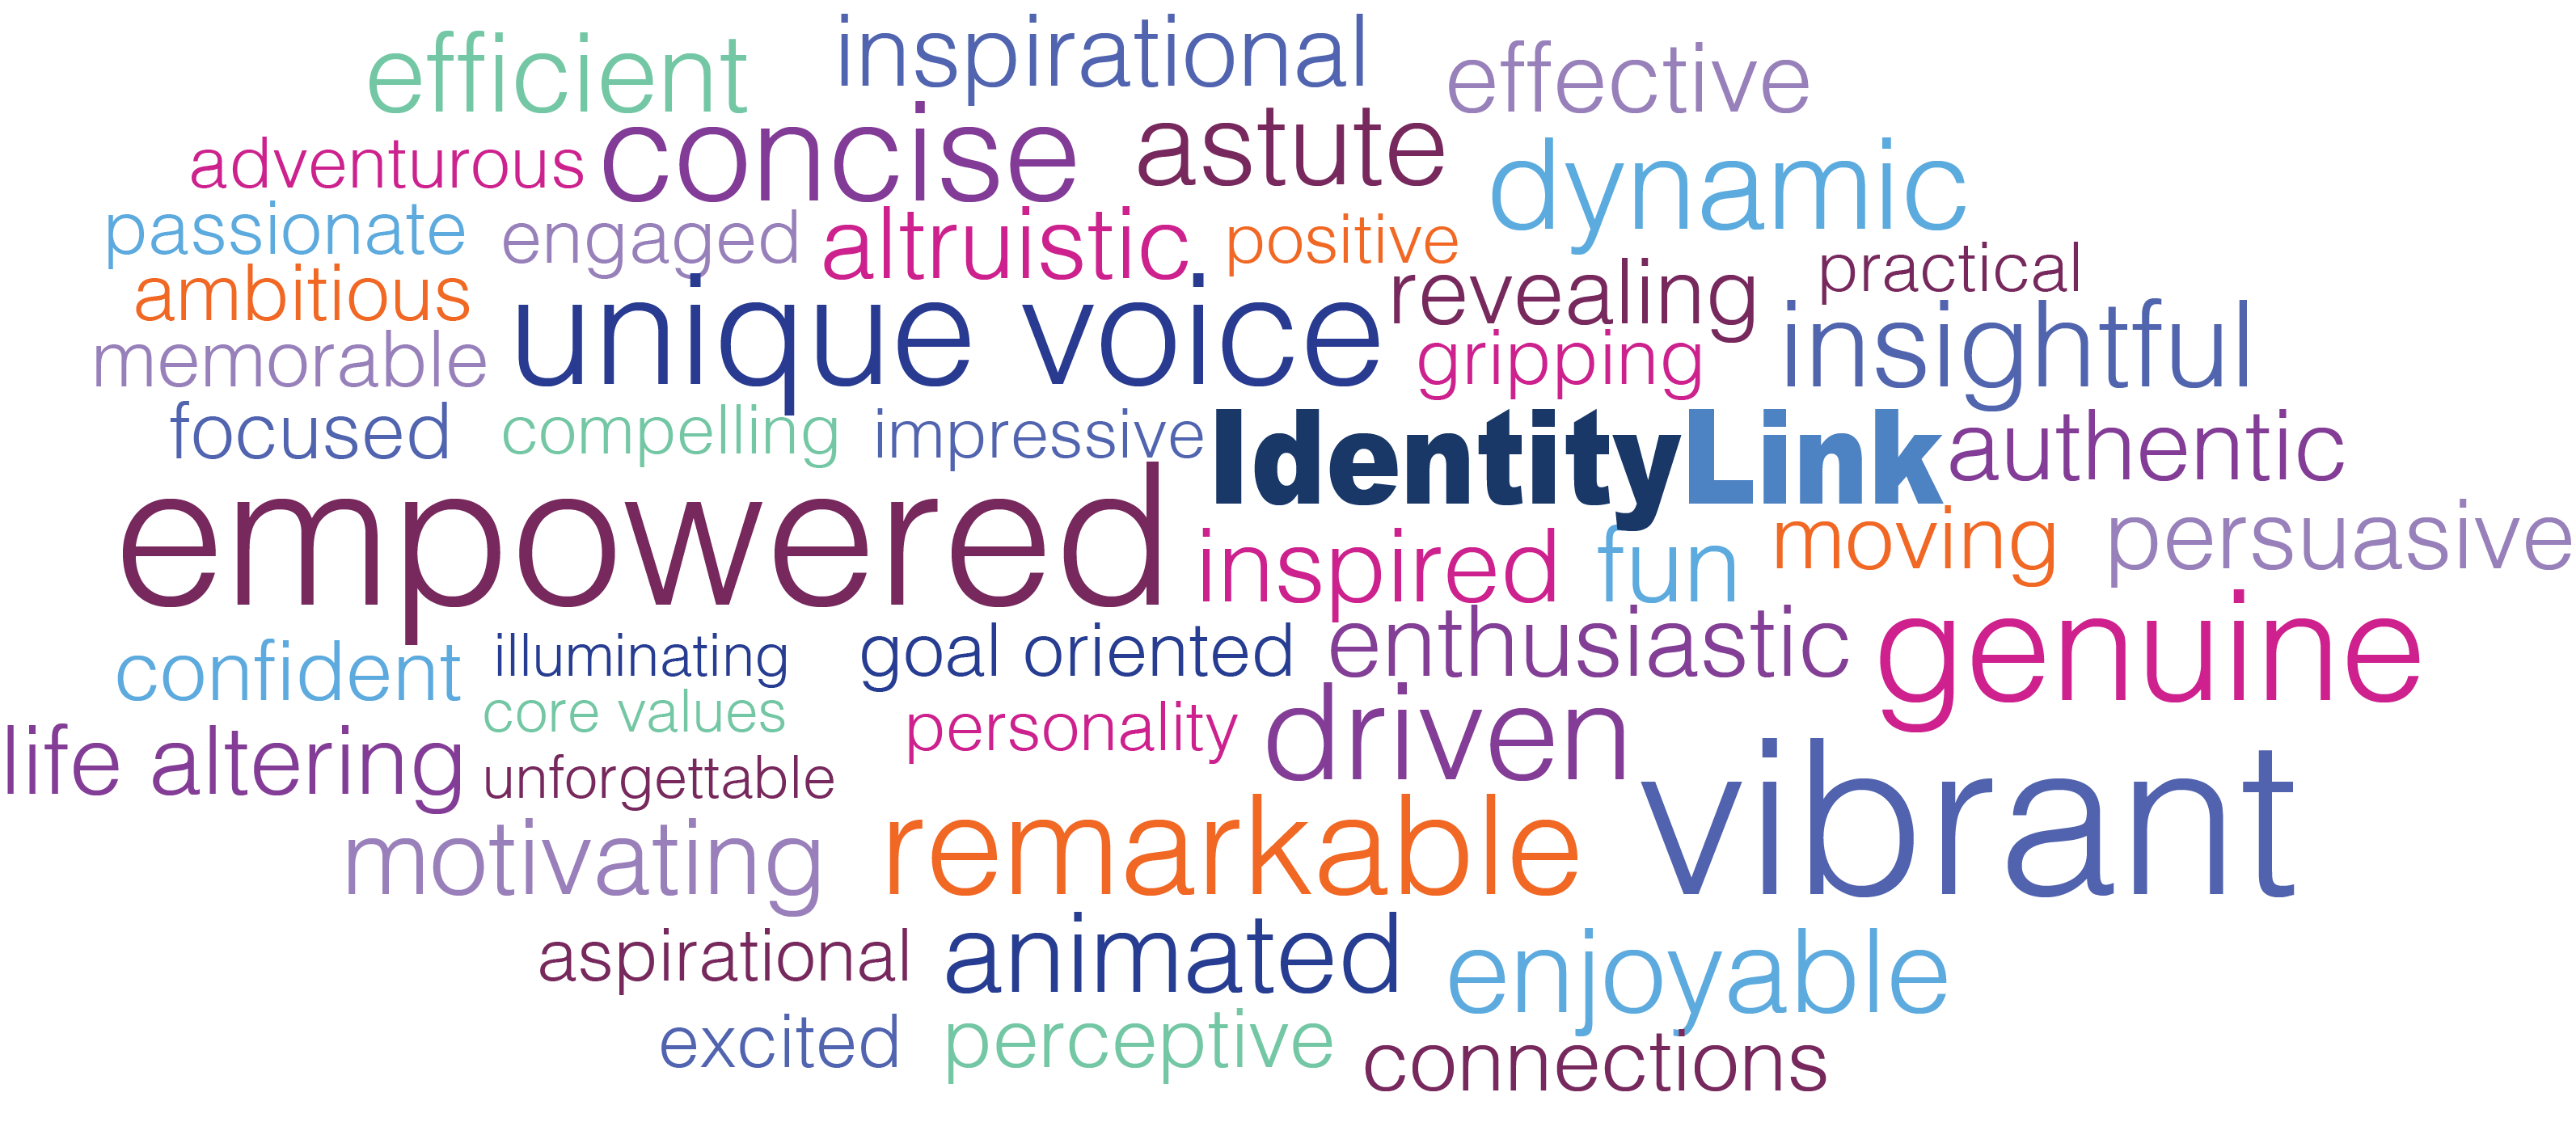 efficient
inspirational
effective
adventurous
concise
astute
dynamic
passionate
engaged
altruistic
positive
practical
ambitious
unique voice
revealing
insightful
memorable
gripping
focused
compelling
impressive
IdentityLink
authentic
empowered
inspired
fun
moving
persuasive
confident
illuminating
goal oriented
enthusiastic
genuine
core values
life altering
personality
driven
unforgettable
vibrant
motivating
remarkable
aspirational
animated
enjoyable
excited
perceptive
connections